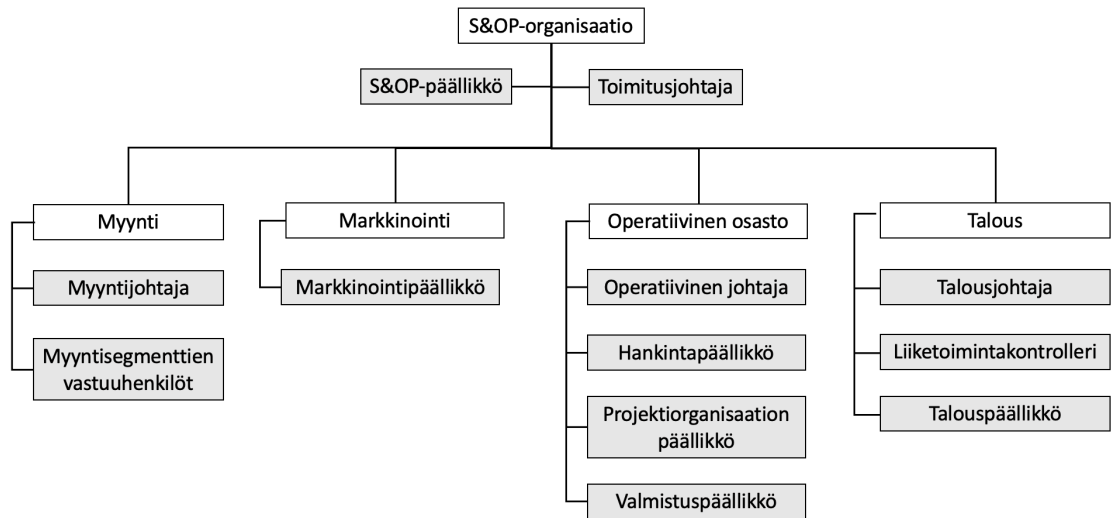 S&OP-organisaatio
S&OP-päällikkö
Toimitusjohtaja
Myynti
Myyntijohtaja
Myyntisegmenttien
vastuuhenkilöt
Markkinointi
Markkinointipäällikkö
Operatiivinen osasto
Operatiivinen johtaja
Hankintapäällikkö
Projektiorganisaation
päällikkö
Valmistuspäällikkö
Talous
Talousjohtaja
Liiketoimintakontrolleri
Talouspäällikkö